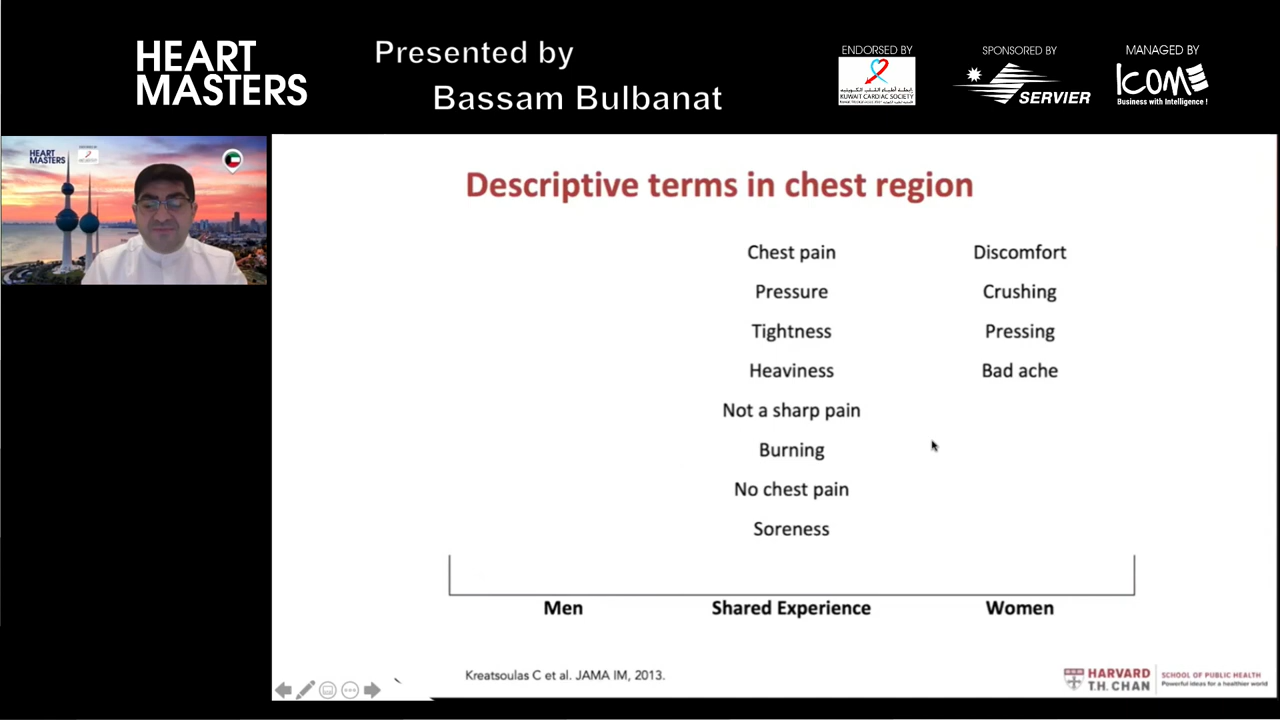 HEART
MASTERS
Presented by
Bassam Bulbanat
ENDORSED BY
KUWAIT CARDIAC SOCIETY
SPONSORED BY
SERVIER
MANAGED BY
ICOME
Business with Intelligence !
HEART
MASTERS
Descriptive terms in chest region
Chest pain Discomfort
Pressure Crushing
Tightness Pressing
Heaviness Bad ache
Not a sharp pain
Burning
No chest pain
Soreness
Men Shared Experience Women
Kreatsoulas C et al. JAMA IM, 2013.
HARVARD
T.H. CHAN
SCHOOL OF PUBLIC HEALTH
Powerful ideas for a healthier world